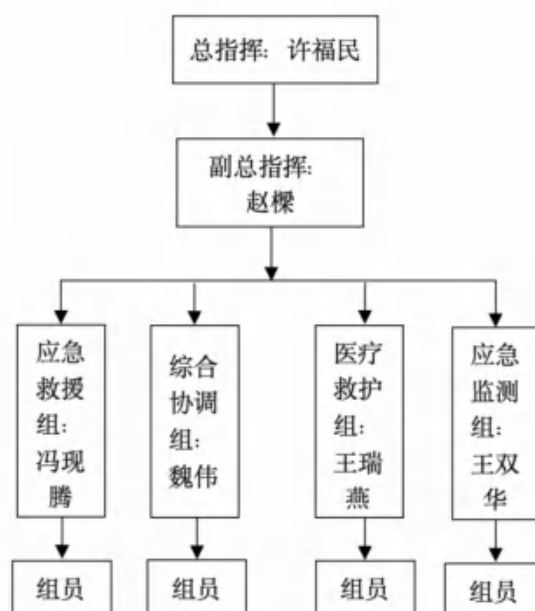 总指挥: 许福民
副总指挥:
赵樑
应急
救援
组:
冯现
腾
综合
协调
组:
魏伟
医疗
救护
组:
王瑞
燕
应急
监测
组:
王双
华
组员
组员
组员
组员